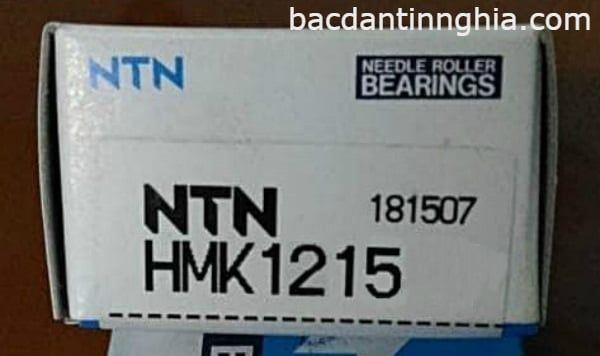 bacdantinnghia.com
NTN
NEEDLE ROLLER
BEARINGS
NTN 181507
HMK1215